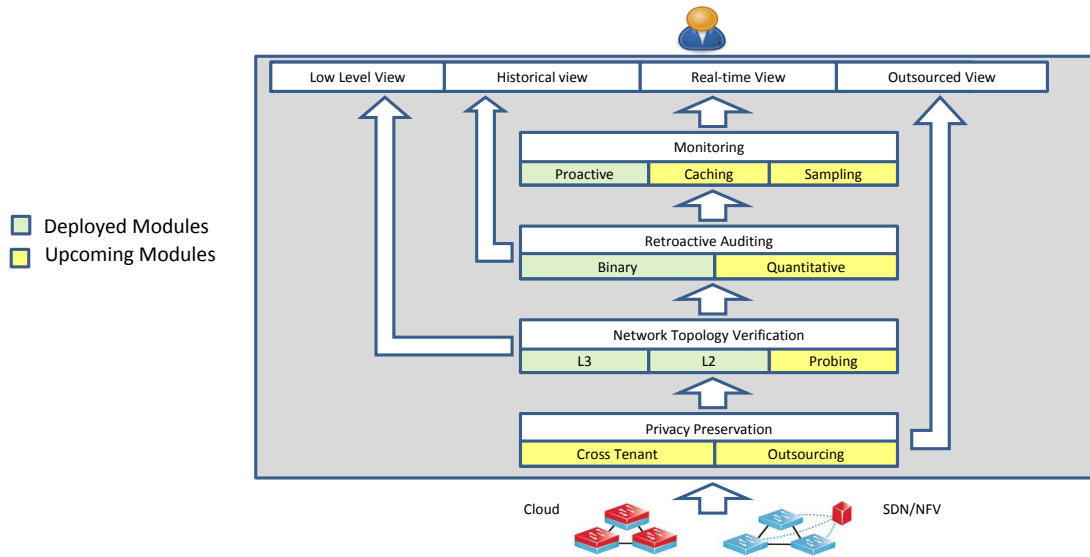 Low Level View
Historical view
Real-time View
Outsourced View
Monitoring
Proactive
Caching
Sampling
Deployed Modules
Upcoming Modules
Retroactive Auditing
Binary
Quantitative
Network Topology Verification
L3
L2
Probing
Privacy Preservation
Cross Tenant
Outsourcing
Cloud
SDN/NFV